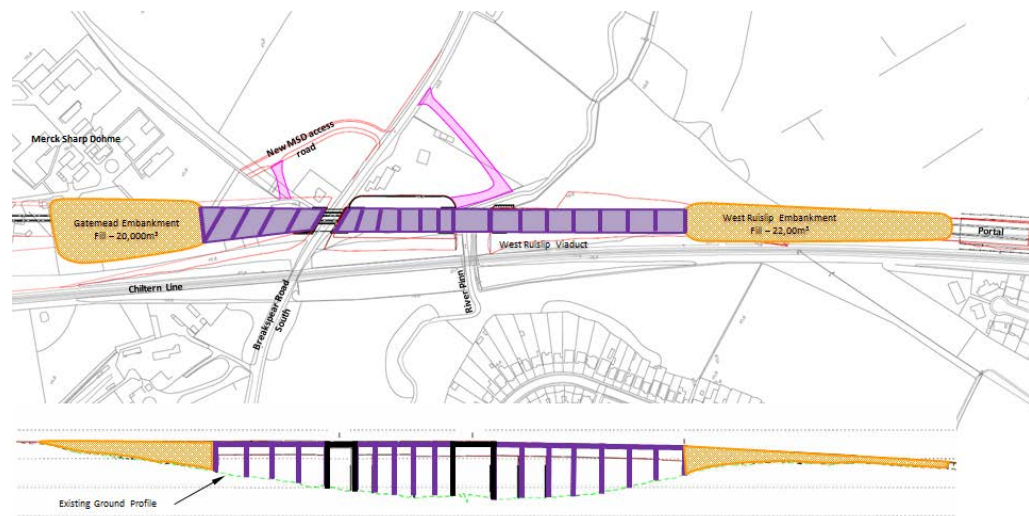 Merck Sharp Dohme
New MSD access
road
Gatemead Embankment
Fill – 20,000m³
West Ruislip Embankment
Fill – 22,00m³
Portal
West Ruislip Viaduct
Chiltern Line
Breakspear Road
South
River Pinn
Existing Ground Profile